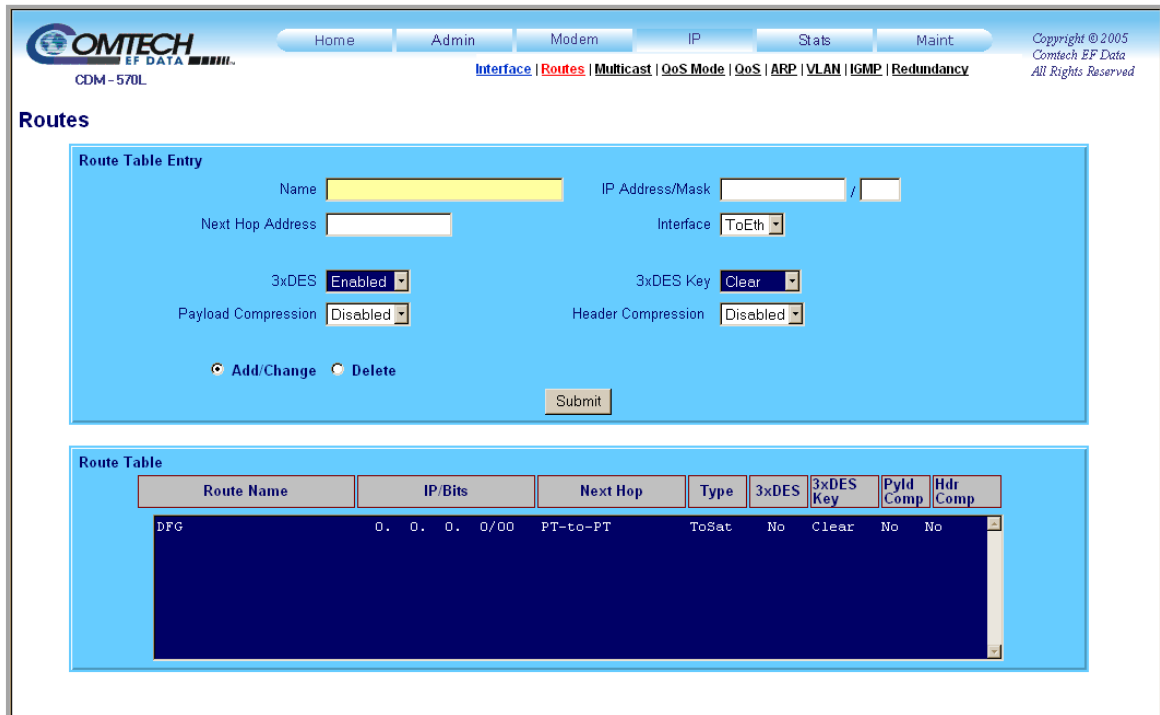 COMTECH
EF DATA
CDM-570L
Home Admin Modem IP Stats Maint
Interface | Routes | Multicast | QoS Mode | QoS | ARP | VLAN | IGMP | Redundancy
Copyright © 2005
Comtech EF Data
All Rights Reserved
Routes
Route Table Entry
Name IP Address/Mask /
Next Hop Address Interface ToEth
3xDES Enabled 3xDES Key Clear
Payload Compression Disabled Header Compression Disabled
Add/Change Delete
Submit
Route Table
Route Name IP/Bits Next Hop Type 3xDES 3xDES Key Pyld Comp Hdr Comp
DFG 0. 0. 0. 0/00 PT-to-PT ToSat No Clear No No